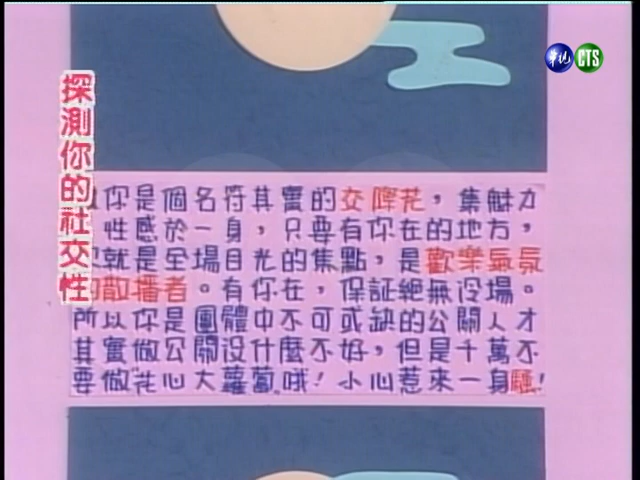 華視 CTS
探測你的社交性
你是個名符其實的交際花,集魅力
性感於一身,只要有你在的地方,
就是全場目光的焦點,是歡樂氣氛
的散播者。有你在,保証絕無冷場。
所以你是團體中不可或缺的公關人才
其實做公關沒什麼不好,但是千萬不
要做"花心大蘿蔔"哦!小心惹來一身騷!